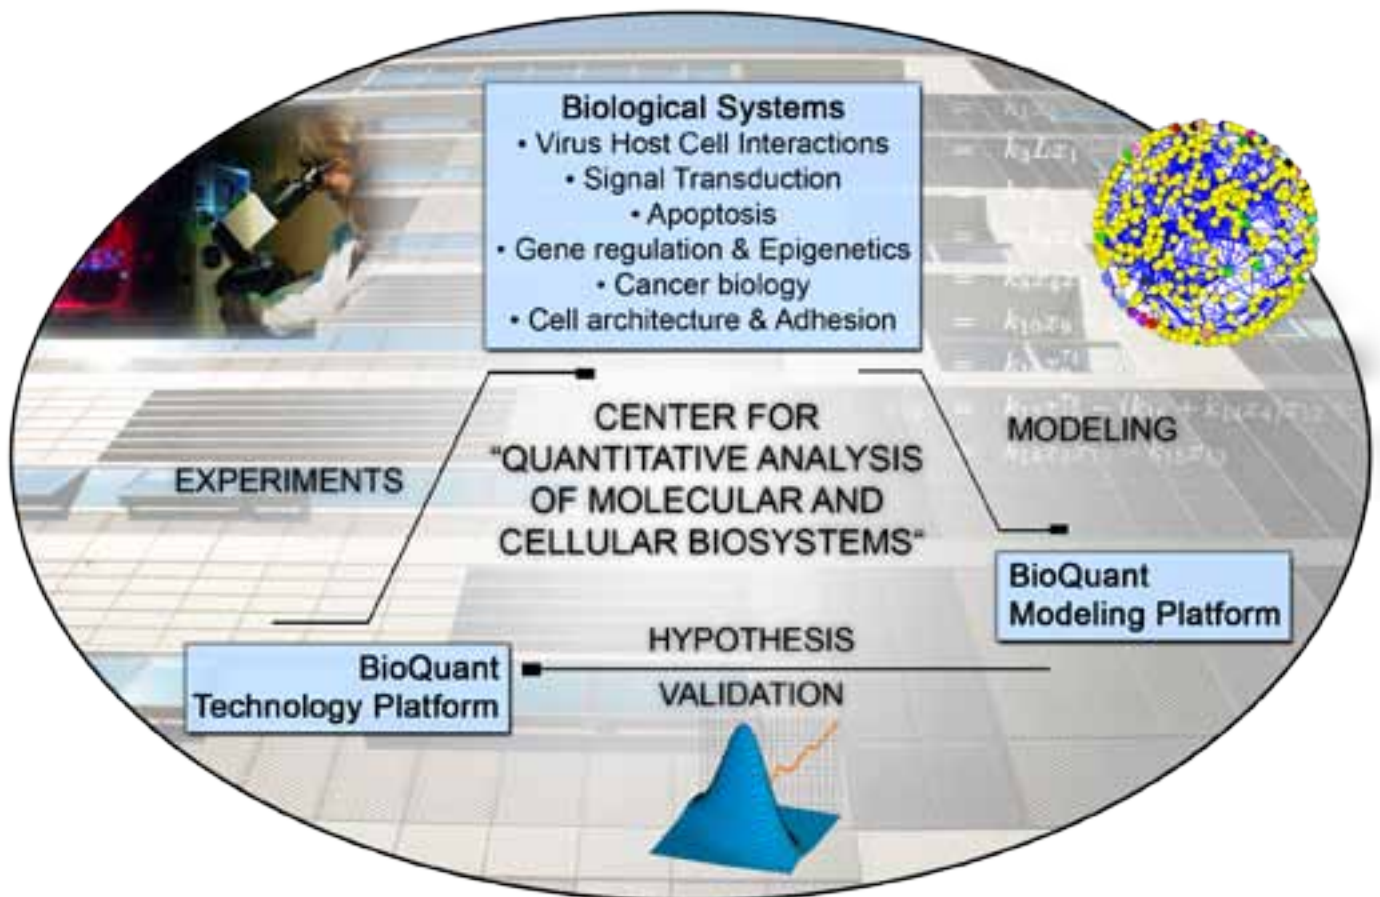 Biological Systems
• Virus Host Cell Interactions
• Signal Transduction
• Apoptosis
• Gene regulation & Epigenetics
• Cancer biology
• Cell architecture & Adhesion
= k₃Lx₁
CENTER FOR
"QUANTITATIVE ANALYSIS
OF MOLECULAR AND
CELLULAR BIOSYSTEMS“
EXPERIMENTS
MODELING
BioQuant
Modeling Platform
HYPOTHESIS
VALIDATION
BioQuant
Technology Platform